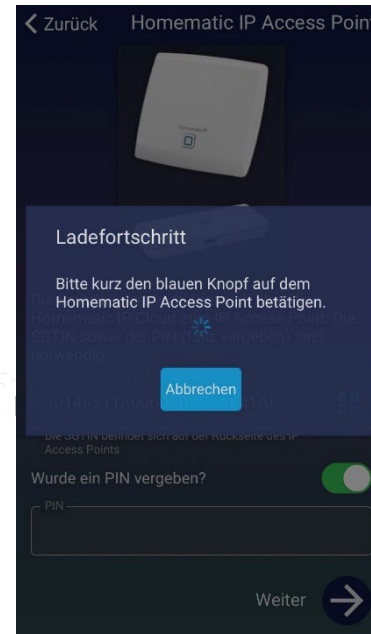 Zurück Homematic IP Access Poin
Ladefortschritt
Bitte kurz den blauen Knopf auf dem
Homematic IP Access Point betätigen.
Abbrechen
Die SGTIN befindet sich auf der Rückseite des IP
Access Points
Wurde ein PIN vergeben?
PIN
Weiter